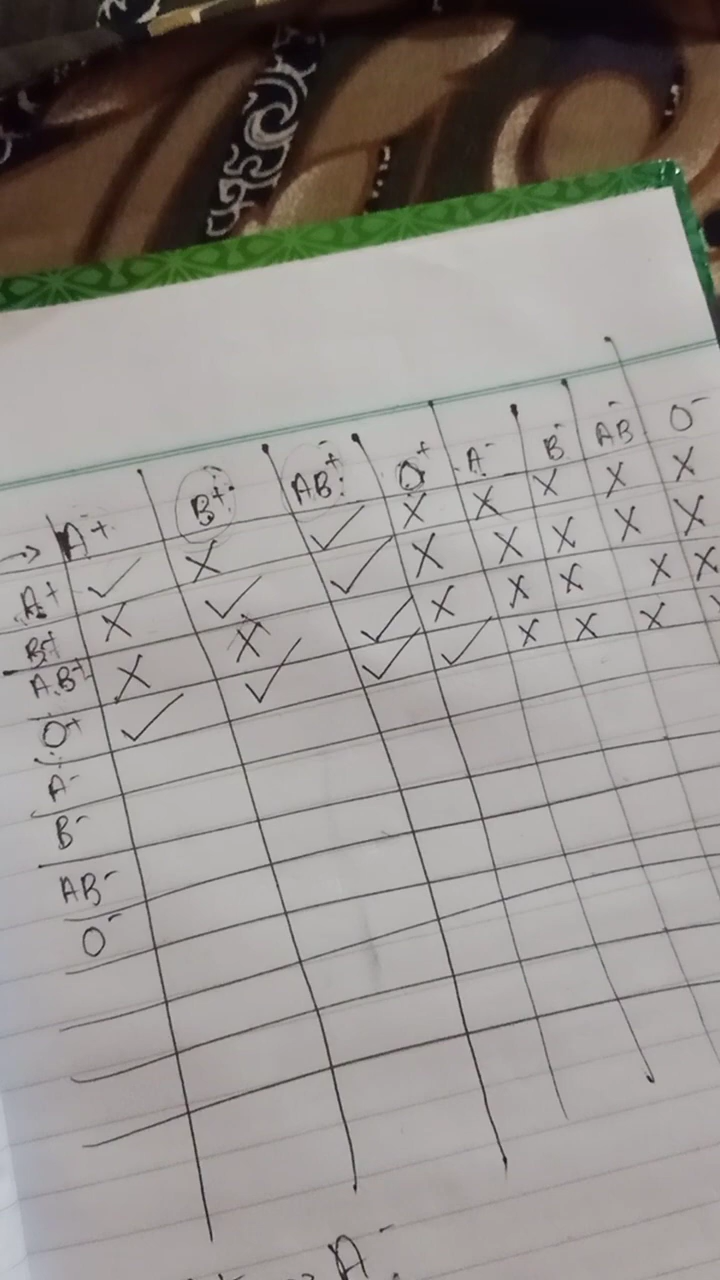 → A+ B+ AB+ O+ A- B- AB- O-
A+ ✓ X ✓ X X X X X
B+ X ✓ ✓ X X X X X
AB+ X X ✓ X X X X X
O+ ✓ ✓ ✓ ✓ X X X
A-
B-
AB-
O-
A-